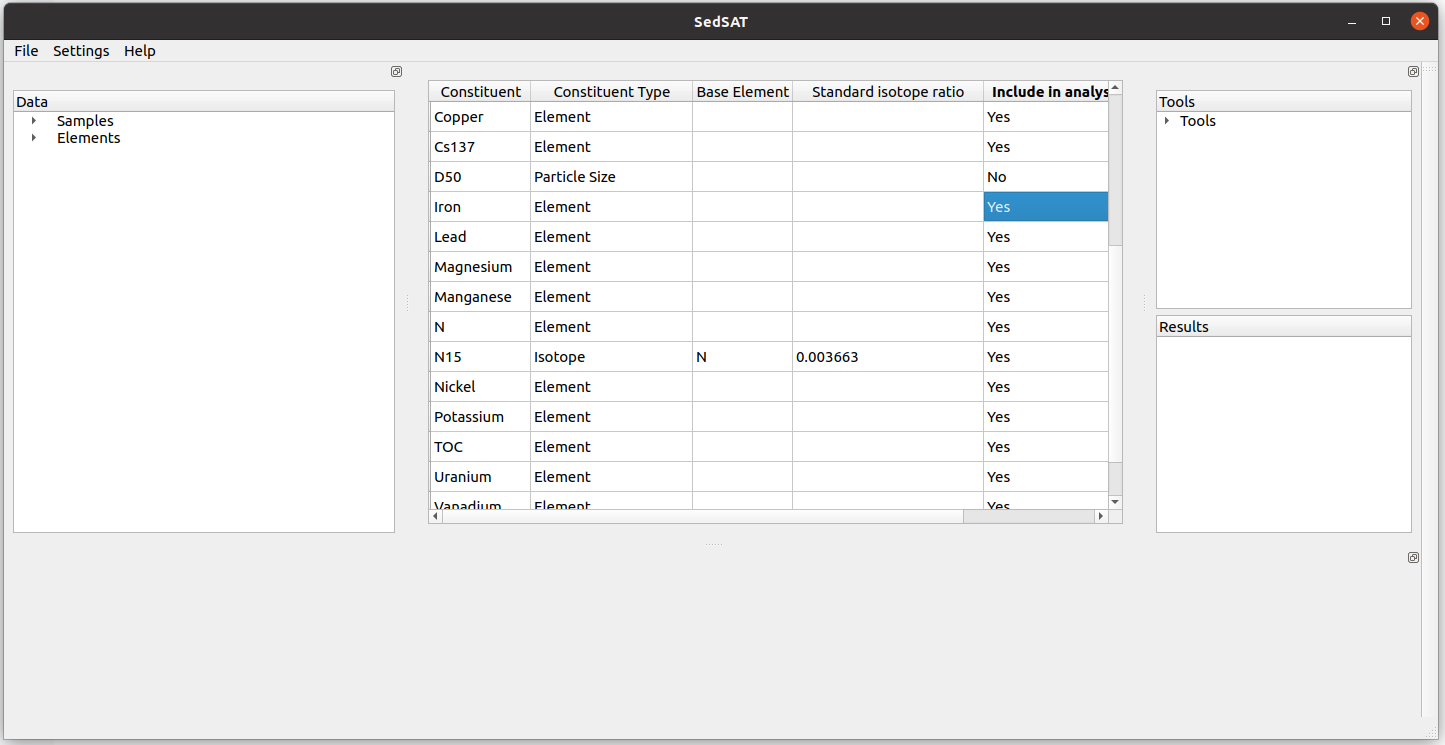 SedSAT
File Settings Help
Data
Samples
Elements
Constituent Constituent Type Base Element Standard isotope ratio Include in analys
Copper Element Yes
Cs137 Element Yes
D50 Particle Size No
Iron Element Yes
Lead Element Yes
Magnesium Element Yes
Manganese Element Yes
N Element Yes
N15 Isotope N 0.003663 Yes
Nickel Element Yes
Potassium Element Yes
TOC Element Yes
Uranium Element Yes
Vanadium Element Yes
Tools
Tools
Results